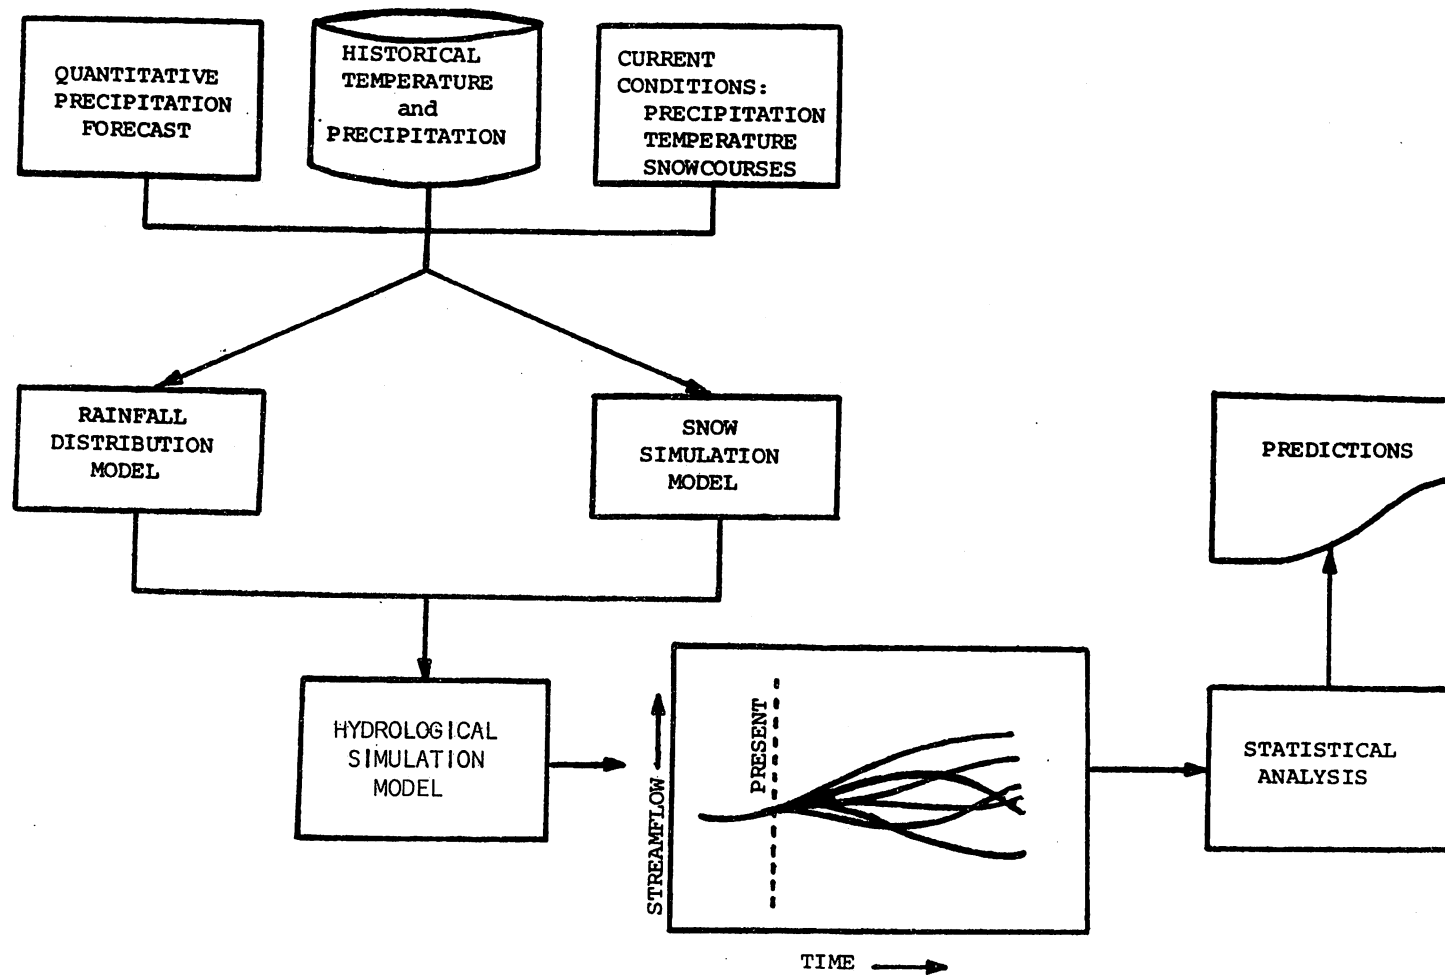 QUANTITATIVE
PRECIPITATION
FORECAST
HISTORICAL
TEMPERATURE
and
PRECIPITATION
CURRENT
CONDITIONS:
PRECIPITATION
TEMPERATURE
SNOWCOURSES
RAINFALL
DISTRIBUTION
MODEL
SNOW
SIMULATION
MODEL
PREDICTIONS
HYDROLOGICAL
SIMULATION
MODEL
STREAMFLOW
PRESENT
TIME
STATISTICAL
ANALYSIS